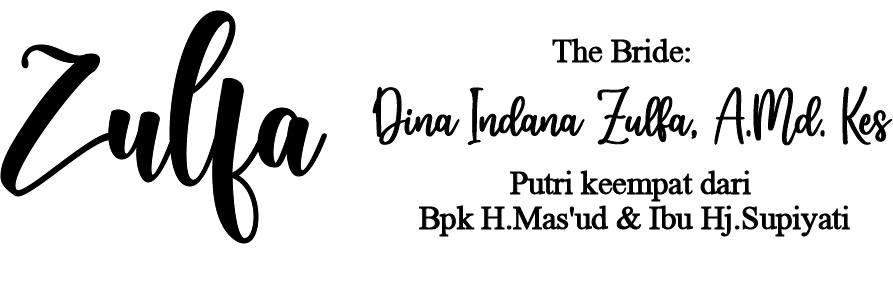 Zulfa
The Bride:
Dina Indana Zulfa, A.Md. Kes
Putri keempat dari
Bpk H.Mas'ud & Ibu Hj.Supiyati